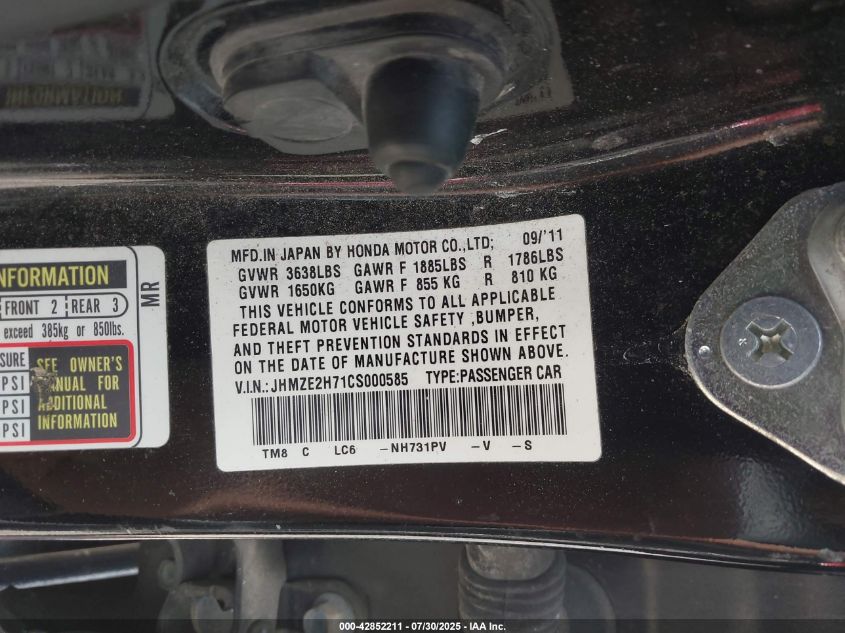 MFD.IN JAPAN BY HONDA MOTOR CO.,LTD; 09/'11
GVWR 3638LBS GAWR F 1885LBS R 1786LBS
GVWR 1650KG GAWR F 855 KG R 810 KG
THIS VEHICLE CONFORMS TO ALL APPLICABLE
FEDERAL MOTOR VEHICLE SAFETY ,BUMPER,
AND THEFT PREVENTION STANDARDS IN EFFECT
ON THE DATE OF MANUFACTURE SHOWN ABOVE.
V.I.N.:JHMZE2H71CS000585 TYPE:PASSENGER CAR
TM8 C LC6 -NH731PV -V -S
INFORMATION
FRONT 2 REAR 3
exceed 385kg or 850lbs.
PSI
PSI
PSI
SEE OWNER'S
MANUAL FOR
ADDITIONAL
INFORMATION
MR
000-42852211 - 07/30/2025 - IAA Inc.